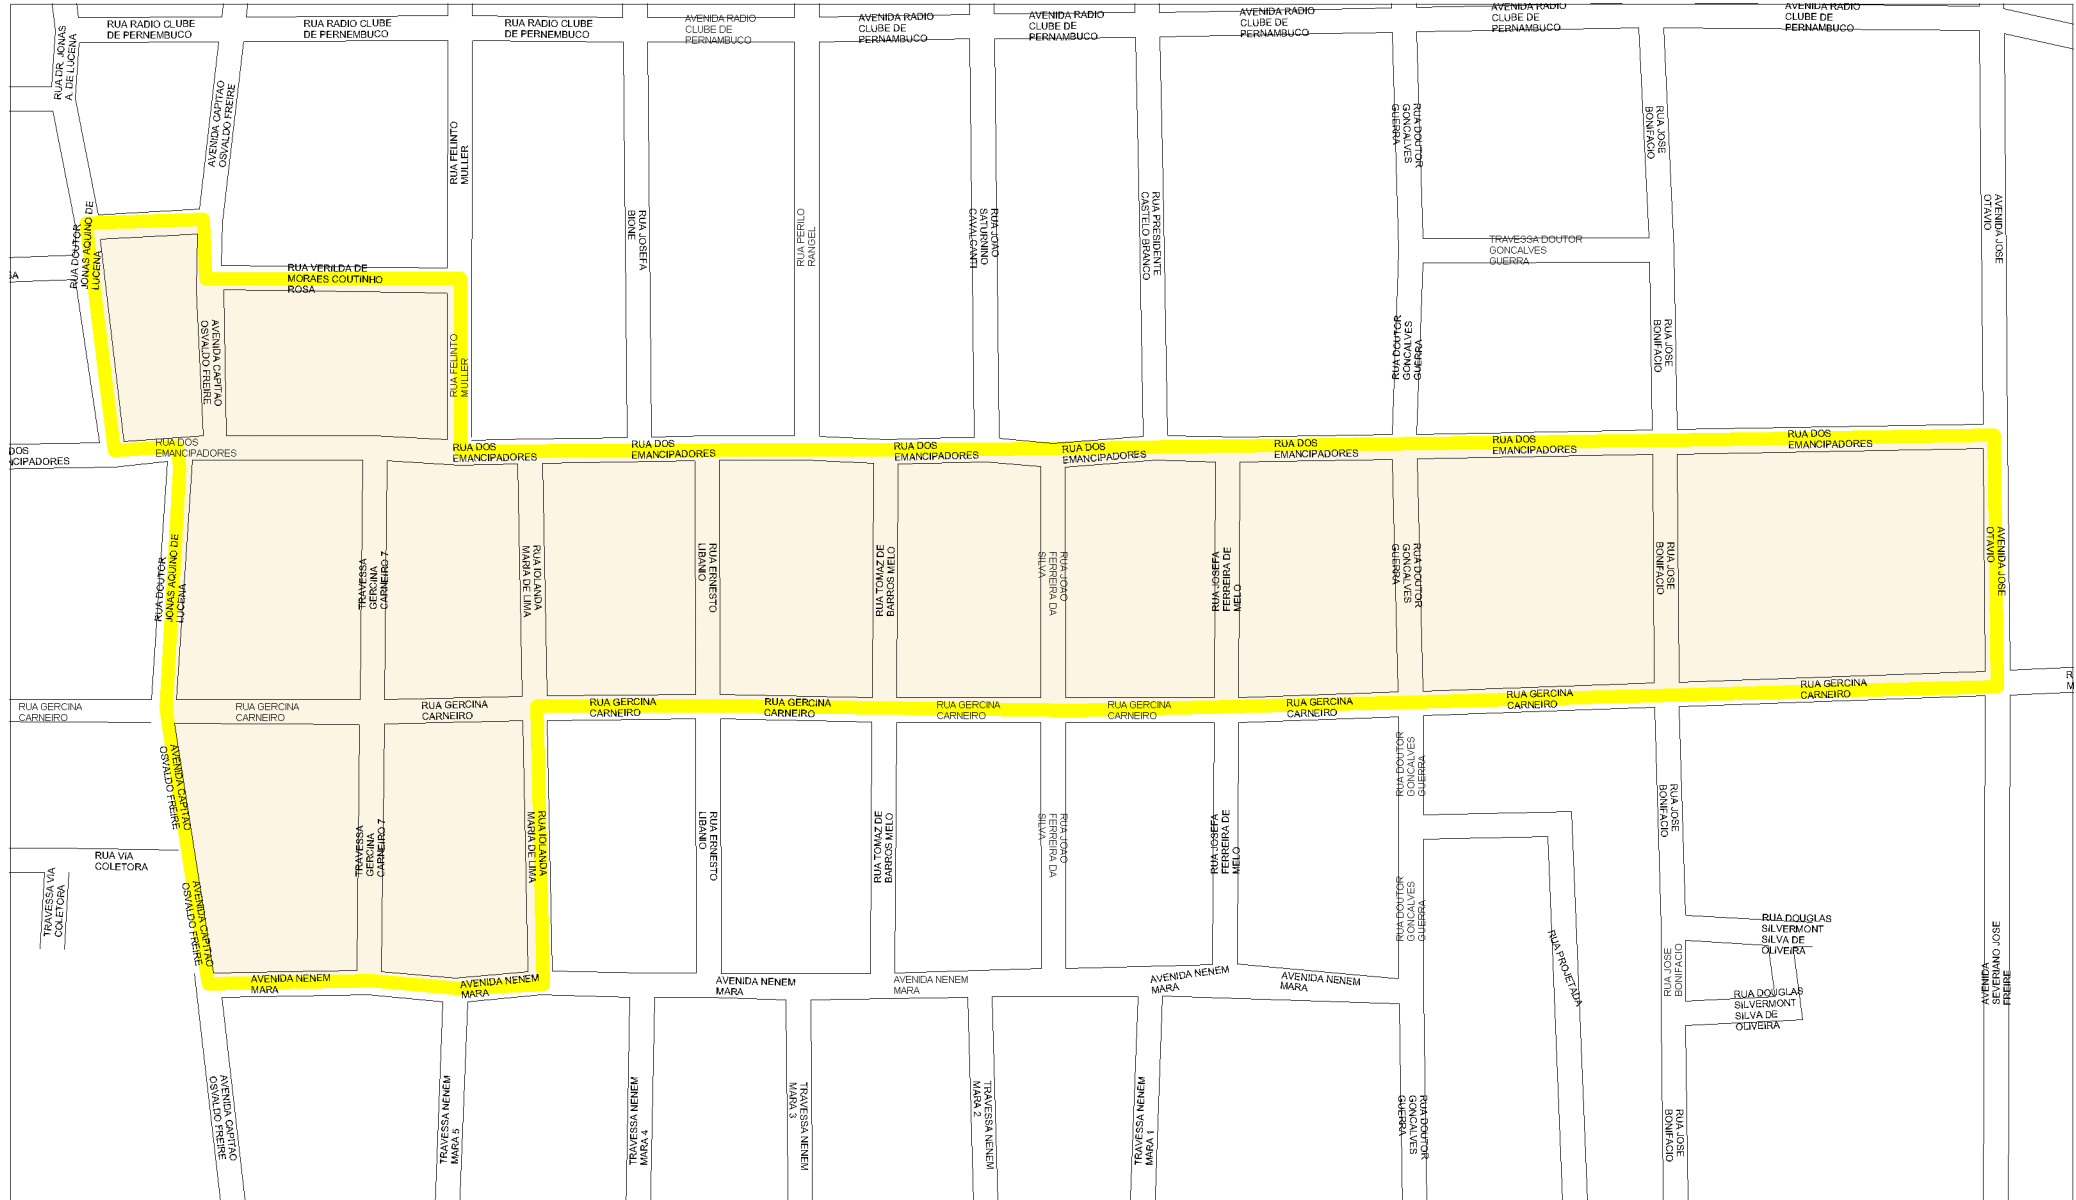 RUA RADIO CLUBE
DE PERNEMBUCO
RUA RADIO CLUBE
DE PERNEMBUCO
RUA RADIO CLUBE
DE PERNEMBUCO
AVENIDA RADIO
CLUBE DE
PERNAMBUCO
AVENIDA RADIO
CLUBE DE
PERNAMBUCO
AVENIDA RADIO
CLUBE DE
PERNAMBUCO
AVENIDA RADIO
CLUBE DE
PERNAMBUCO
AVENIDA RADIO
CLUBE DE
PERNAMBUCO
AVENIDA RADIO
CLUBE DE
PERNAMBUCO
RUA DR. JONAS
A. DE LUCENA
AVENIDA CAPITAO
OSVALDO FREIRE
RUA FELINTO
MULLER
RUA DOUTOR
GONCALVES
GUERRA
RUA JOSE
BONIFACIO
RUA DOUTOR
JONAS AQUINO DE
LUCENA
RUA JOSEFA
BIONE
RUA PERILO
RANGEL
RUA JOAO
SATURNINO
CAVALCANTI
RUA PRESIDENTE
CASTELO BRANCO
TRAVESSA DOUTOR
GONCALVES
GUERRA
AVENIDA JOSE
OTAVIO
SA
RUA VERILDA DE
MORAES COUTINHO
ROSA
AVENIDA CAPITAO
OSVALDO FREIRE
RUA FELINTO
MULLER
RUA DOUTOR
GONCALVES
GUERRA
RUA JOSE
BONIFACIO
DOS
NCIPADORES
RUA DOS
EMANCIPADORES
RUA DOS
EMANCIPADORES
RUA DOS
EMANCIPADORES
RUA DOS
EMANCIPADORES
RUA DOS
EMANCIPADORES
RUA DOS
EMANCIPADORES
RUA DOS
EMANCIPADORES
RUA DOS
EMANCIPADORES
RUA DOUTOR
JONAS AQUINO DE
LUCENA
TRAVESSA
GERCINA
CARNEIRO 7
RUA IOLANDA
MARIA DE LIMA
RUA ERNESTO
LIBANIO
RUA TOMAZ DE
BARROS MELO
RUA JOAO
FERREIRA DA
SILVA
RUA JOSEFA
FERREIRA DE
MELO
RUA DOUTOR
GONCALVES
GUERRA
RUA JOSE
BONIFACIO
AVENIDA JOSE
OTAVIO
RUA GERCINA
CARNEIRO
RUA GERCINA
CARNEIRO
RUA GERCINA
CARNEIRO
RUA GERCINA
CARNEIRO
RUA GERCINA
CARNEIRO
RUA GERCINA
CARNEIRO
RUA GERCINA
CARNEIRO
RUA GERCINA
CARNEIRO
RUA GERCINA
CARNEIRO
RUA GERCINA
CARNEIRO
R
M
AVENIDA CAPITAO
OSVALDO FREIRE
TRAVESSA
GERCINA
CARNEIRO 7
RUA IOLANDA
MARIA DE LIMA
RUA ERNESTO
LIBANIO
RUA TOMAZ DE
BARROS MELO
RUA JOAO
FERREIRA DA
SILVA
RUA JOSEFA
FERREIRA DE
MELO
RUA DOUTOR
GONCALVES
GUERRA
RUA JOSE
BONIFACIO
RUA VIA
COLETORA
TRAVESSA VIA
COLETORA
AVENIDA CAPITAO
OSVALDO FREIRE
RUA DOUTOR
GONCALVES
GUERRA
RUA PROJETADA
RUA JOSE
BONIFACIO
RUA DOUGLAS
SILVERMONT
SILVA DE
OLIVEIRA
RUA DOUGLAS
SILVERMONT
SILVA DE
OLIVEIRA
AVENIDA
SEVERIANO JOSE
FREIRE
AVENIDA NENEM
MARA
AVENIDA NENEM
MARA
AVENIDA NENEM
MARA
AVENIDA NENEM
MARA
AVENIDA NENEM
MARA
AVENIDA NENEM
MARA
AVENIDA CAPITAO
OSVALDO FREIRE
TRAVESSA NENEM
MARA 5
TRAVESSA NENEM
MARA 4
TRAVESSA NENEM
MARA 3
TRAVESSA NENEM
MARA 2
TRAVESSA NENEM
MARA 1
RUA DOUTOR
GONCALVES
GUERRA
RUA JOSE
BONIFACIO